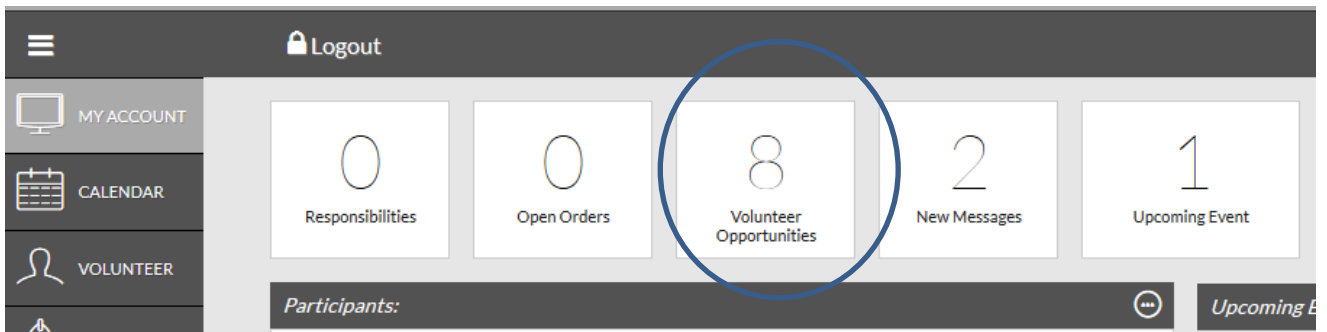 Logout
MY ACCOUNT
CALENDAR
VOLUNTEER
0
Responsibilities
0
Open Orders
8
Volunteer
Opportunities
2
New Messages
1
Upcoming Event
Participants:
Upcoming E